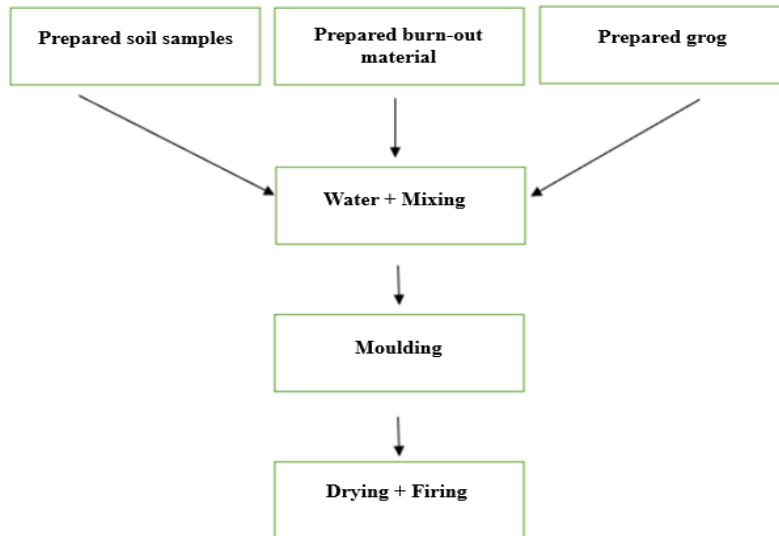 Prepared soil samples
Prepared burn-out
material
Prepared grog
Water + Mixing
Moulding
Drying + Firing